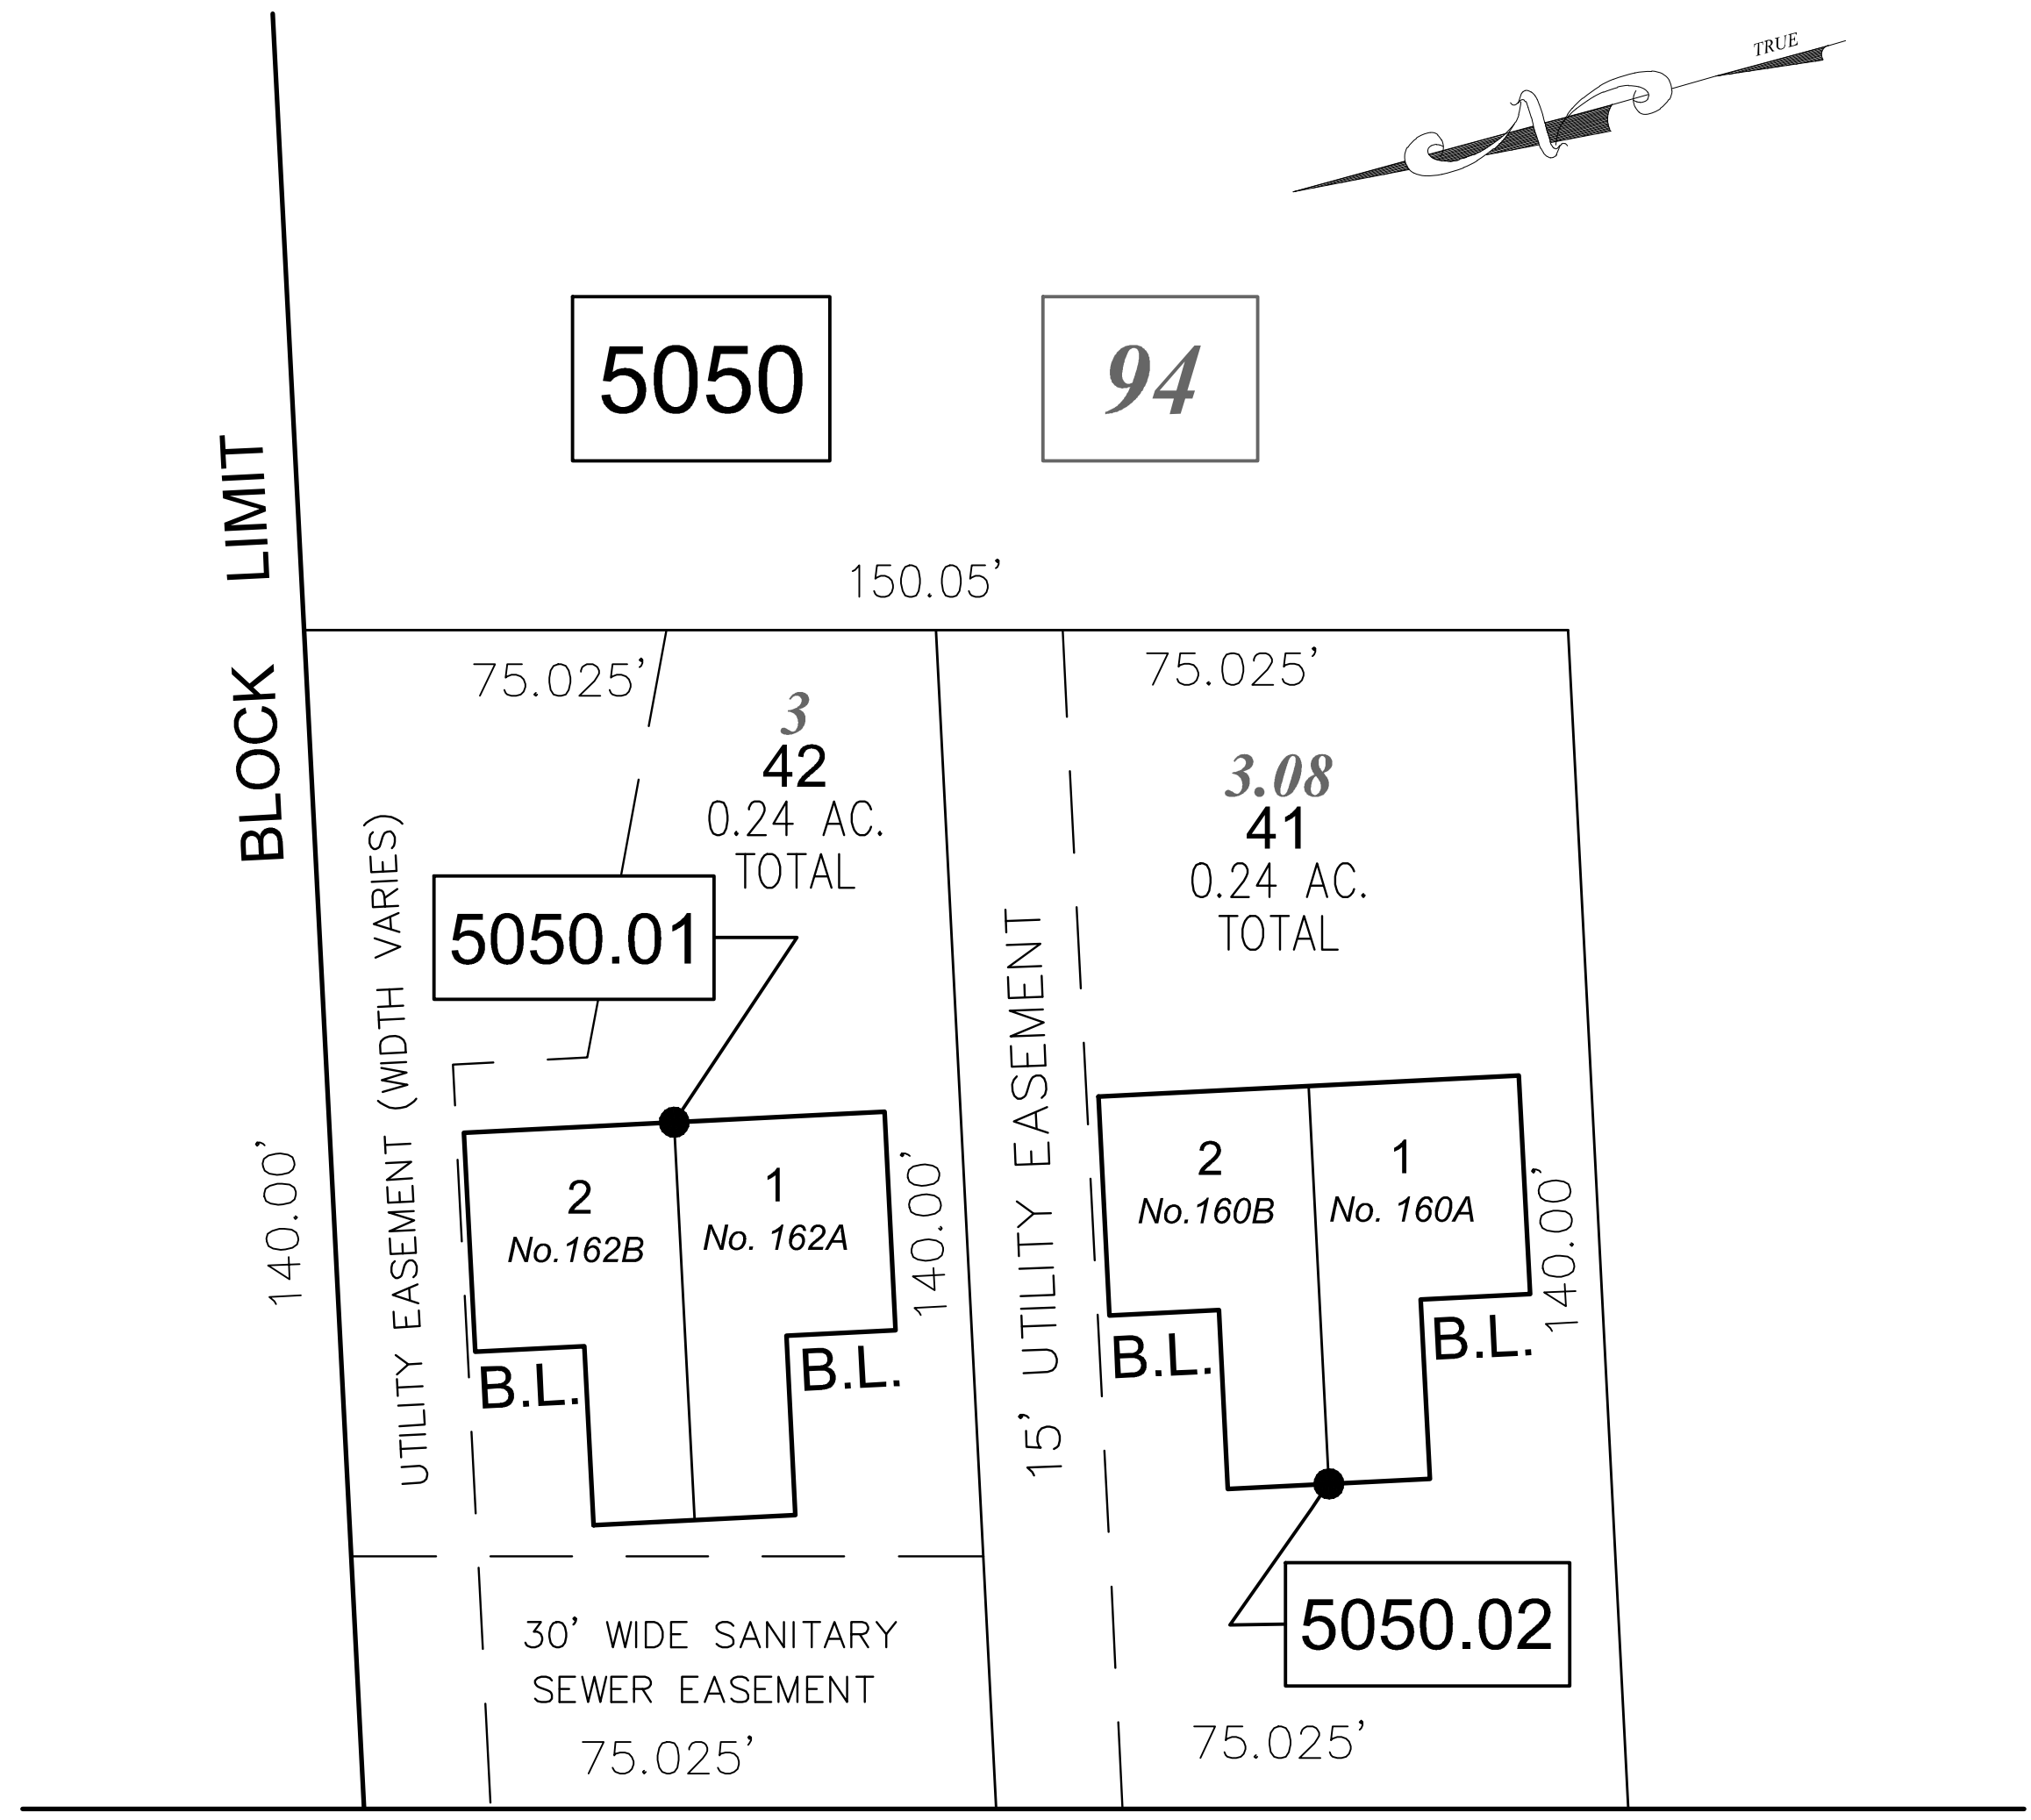 TRUE
N
5050
94
BLOCK LIMIT
150.05'
75.025'
75.025'
3
42
0.24 AC.
TOTAL
3.08
41
0.24 AC.
TOTAL
5050.01
UTILITY EASEMENT (WIDTH VARIES)
15' UTILITY EASEMENT
140.00'
2
No.162B
1
No. 162A
140.00'
2
No.160B
1
No. 160A
140.00'
B.L.
B.L.
B.L.
B.L.
5050.02
30' WIDE SANITARY
SEWER EASEMENT
75.025'
75.025'